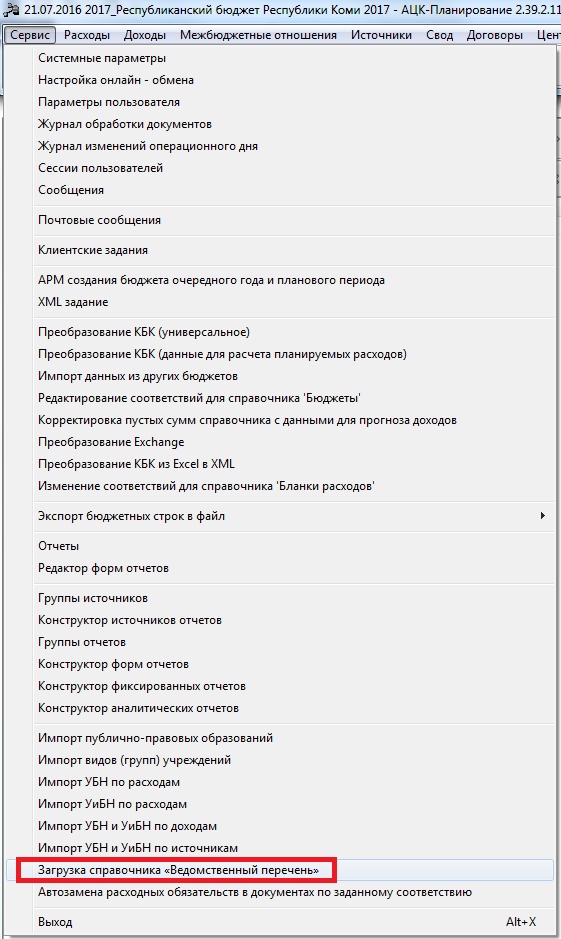 21.07.2016 2017_Республиканский бюджет Республики Коми 2017 - АЦК-Планирование 2.39.2.11
Сервис Расходы Доходы Межбюджетные отношения Источники Свод Договоры Цен
Системные параметры
Настройка онлайн - обмена
Параметры пользователя
Журнал обработки документов
Журнал изменений операционного дня
Сессии пользователей
Сообщения
Почтовые сообщения
Клиентские задания
АРМ создания бюджета очередного года и планового периода
XML задание
Преобразование КБК (универсальное)
Преобразование КБК (данные для расчета планируемых расходов)
Импорт данных из других бюджетов
Редактирование соответствий для справочника 'Бюджеты'
Корректировка пустых сумм справочника с данными для прогноза доходов
Преобразование Exchange
Преобразование КБК из Excel в XML
Изменение соответствий для справочника 'Бланки расходов'
Экспорт бюджетных строк в файл
Отчеты
Редактор форм отчетов
Группы источников
Конструктор источников отчетов
Группы отчетов
Конструктор форм отчетов
Конструктор фиксированных отчетов
Конструктор аналитических отчетов
Импорт публично-правовых образований
Импорт видов (групп) учреждений
Импорт УБН по расходам
Импорт УиБН по расходам
Импорт УБН и УиБН по доходам
Импорт УБН и УиБН по источникам
Загрузка справочника «Ведомственный перечень»
Автозамена расходных обязательств в документах по заданному соответствию
Выход Alt+X